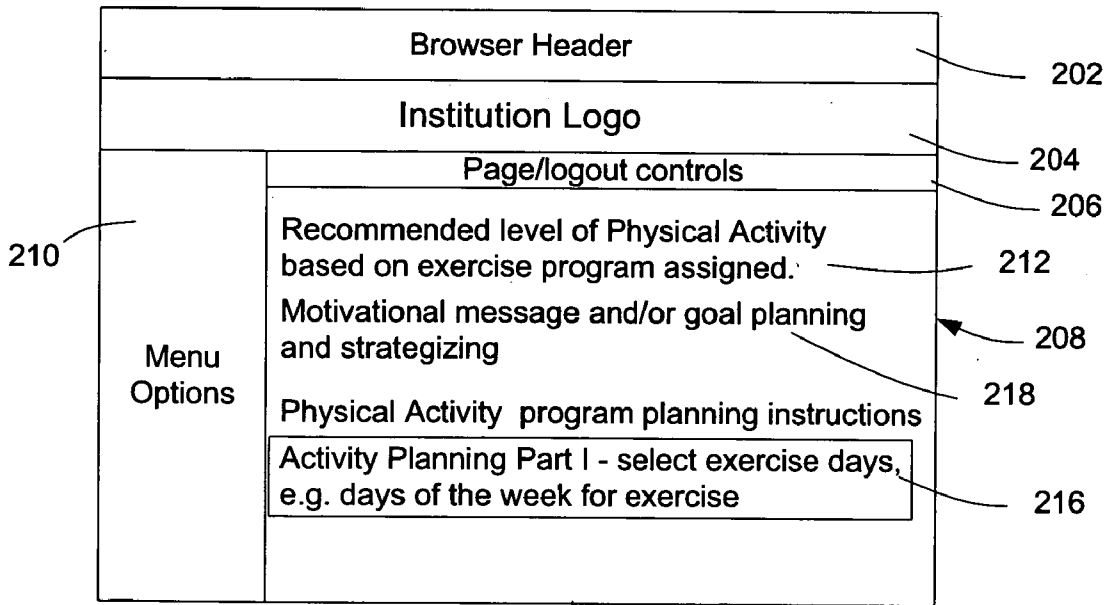 Browser Header
202
Institution Logo
204
Page/logout controls
206
210
Menu
Options
Recommended level of Physical Activity
based on exercise program assigned.
212
Motivational message and/or goal planning
and strategizing
208
218
Physical Activity program planning instructions
Activity Planning Part I - select exercise days,
e.g. days of the week for exercise
216